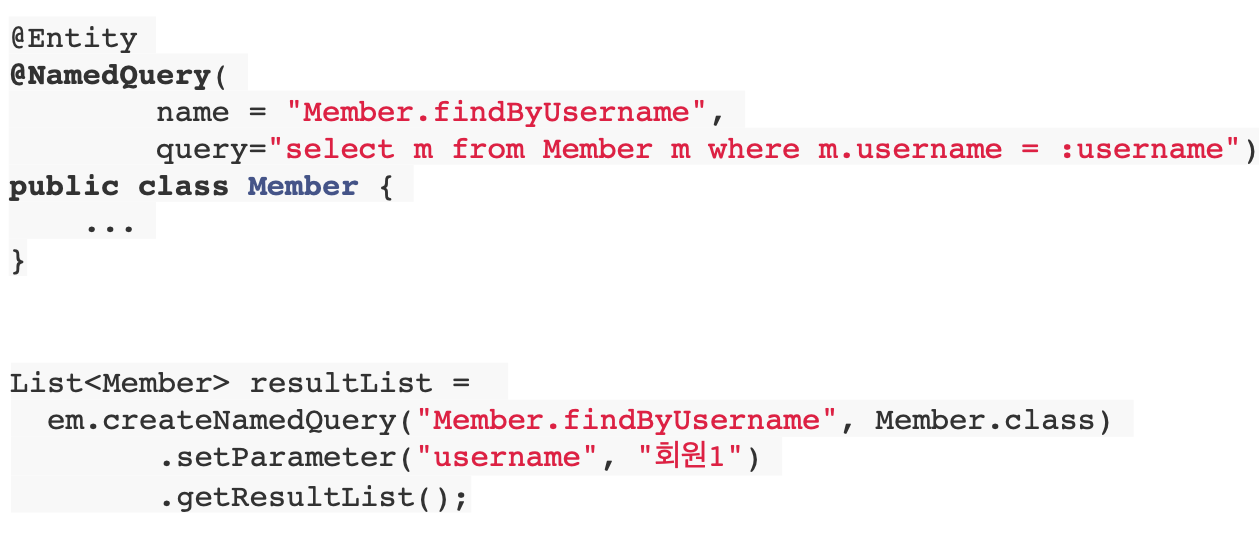 @Entity
@NamedQuery(
        name = "Member.findByUsername",
        query="select m from Member m where m.username = :username")
public class Member {
    ...
}
List<Member> resultList =
  em.createNamedQuery("Member.findByUsername", Member.class)
        .setParameter("username", "회원1")
        .getResultList();